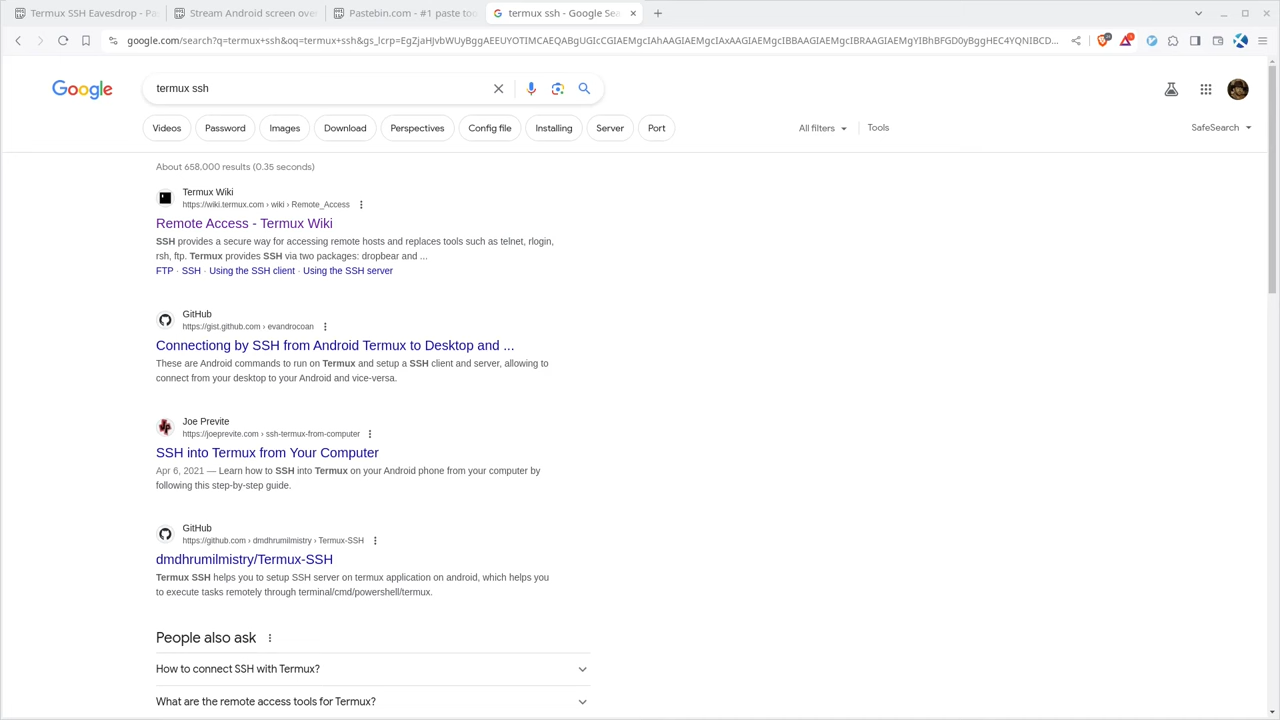 Termux SSH Eavesdrop - Pas
Stream Android screen over
Pastebin.com - #1 paste too
termux ssh - Google Sea
google.com/search?q=termux+ssh&oq=termux+ssh&gs_lcrp=
Google
termux ssh
Videos
Password
Images
Download
Perspectives
Config file
Installing
Server
Port
All filters
Tools
SafeSearch
About 658,000 results (0.35 seconds)
Termux Wiki
https://wiki.termux.com › wiki › Remote_Access
Remote Access - Termux Wiki
SSH provides a secure way for accessing remote hosts and replaces tools such as telnet, rlogin,
rsh, ftp. Termux provides SSH via two packages: dropbear and ...
FTP · SSH · Using the SSH client · Using the SSH server
GitHub
https://gist.github.com › evandrocoan
Connectiong by SSH from Android Termux to Desktop and ...
These are Android commands to run on Termux and setup a SSH client and server, allowing to
connect from your desktop to your Android and vice-versa.
Joe Previte
https://joeprevite.com › ssh-termux-from-computer
SSH into Termux from Your Computer
Apr 6, 2021 — Learn how to SSH into Termux on your Android phone from your computer by
following this step-by-step guide.
GitHub
https://github.com › dmdhrumilmistry › Termux-SSH
dmdhrumilmistry/Termux-SSH
Termux SSH helps you to setup SSH server on termux application on android, which helps you
to execute tasks remotely through terminal/cmd/powershell/termux.
People also ask
How to connect SSH with Termux?
What are the remote access tools for Termux?